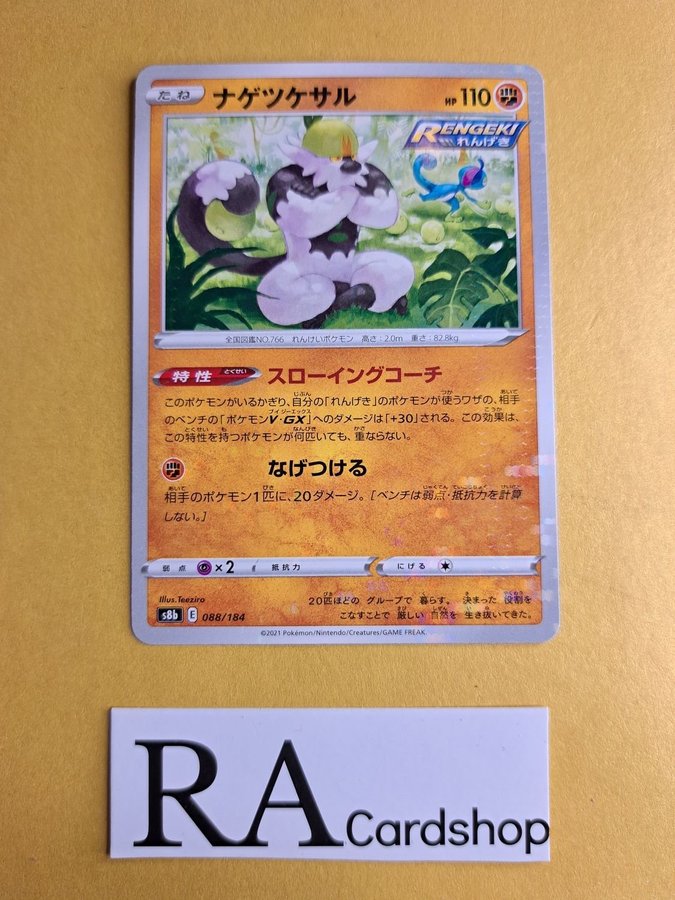 たね ナゲツケサル HP 110
RENGEKI
れんげき
全国図鑑NO.766 れんけいポケモン 高さ:2.0m 重さ:82.8kg
特性 とくせい スローイングコーチ
このポケモンがいるかぎり、自分の「れんげき」のポケモンが使うワザの、相手
のベンチの「ポケモンV・GX」へのダメージは「+30」される。この効果は、
この特性を持つポケモンが何匹いても、重ならない。
なげつける
相手のポケモン1匹に、20ダメージ。[ベンチは弱点・抵抗力を計算
しない。]
弱点 ×2 抵抗力 にげる
Illus.Teeziro
s8b E 088/184
20匹ほどの グループで 暮らす。 決まった 役割を
こなすことで 厳しい 自然を 生き抜いてきた。
©2021 Pokémon/Nintendo/Creatures/GAME FREAK.
RA Cardshop